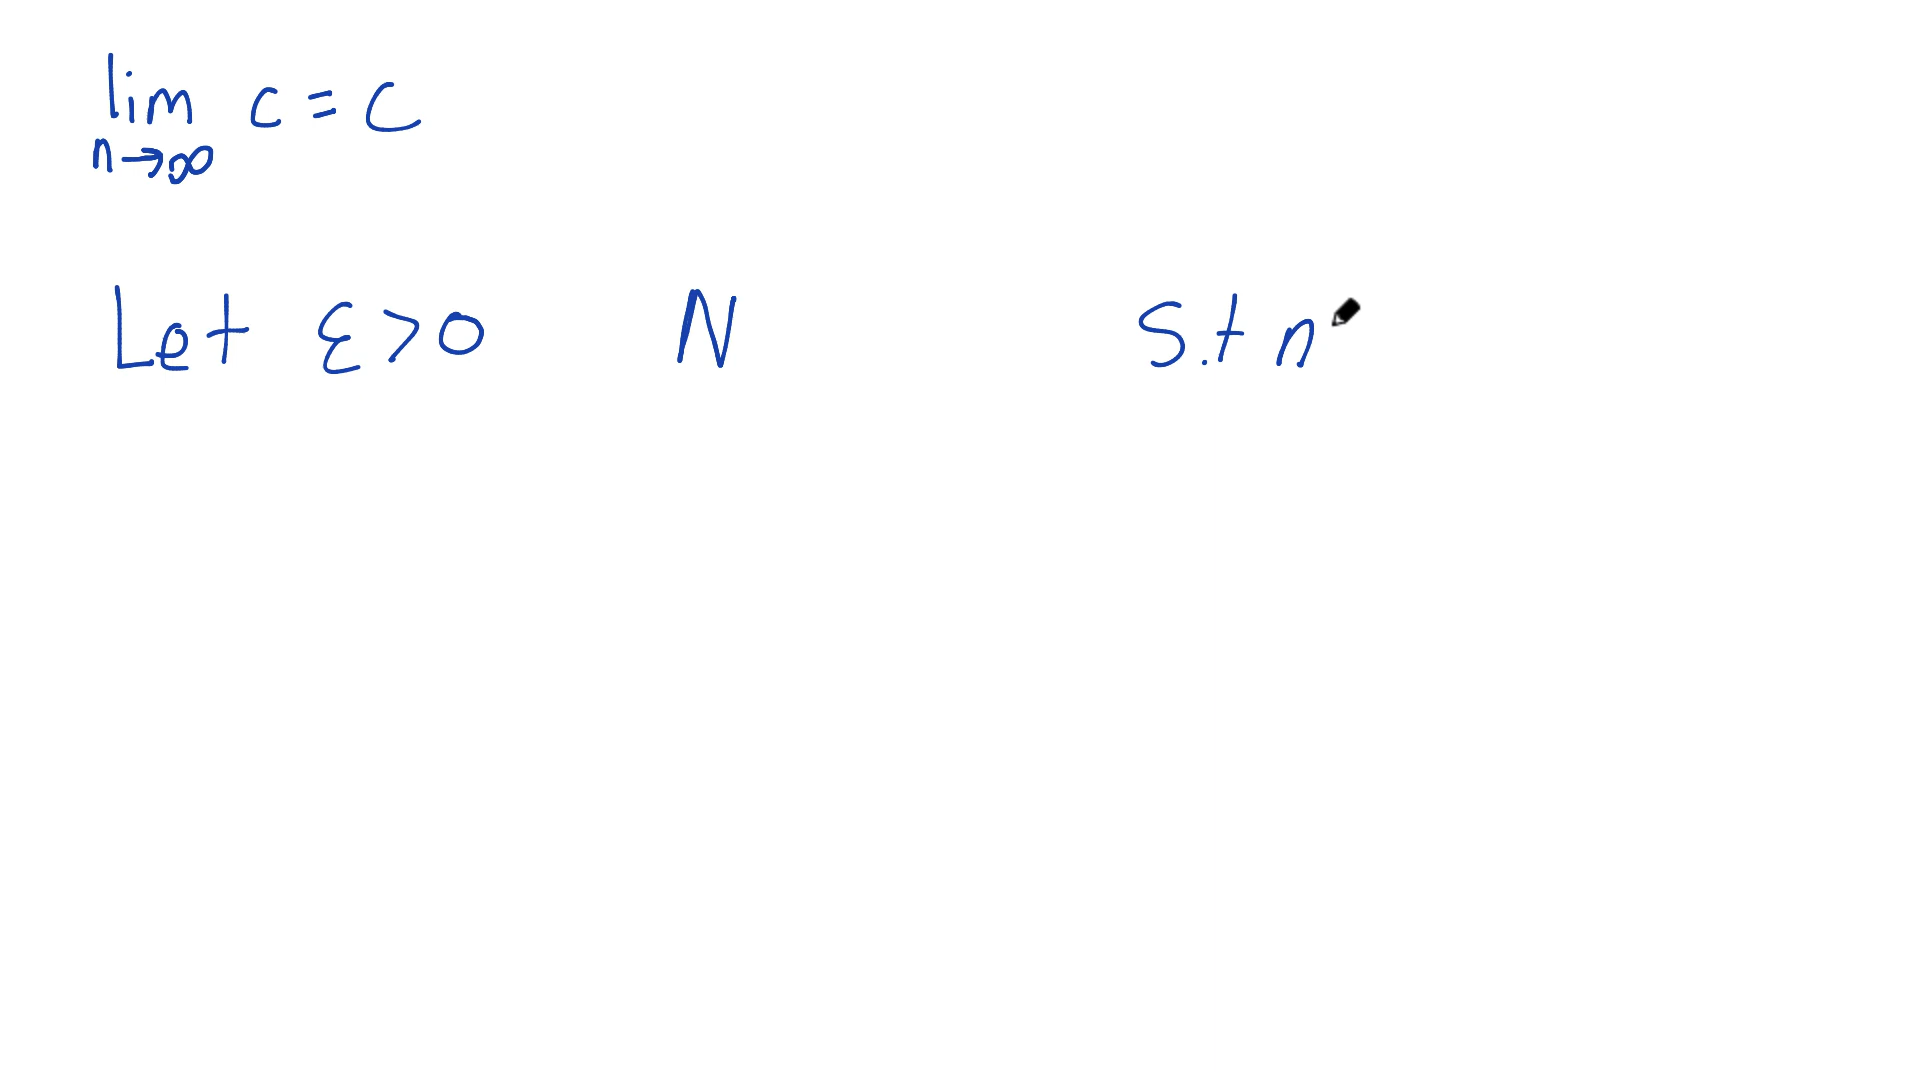 lim c = c
n→∞
Let ε>0 N S.t n